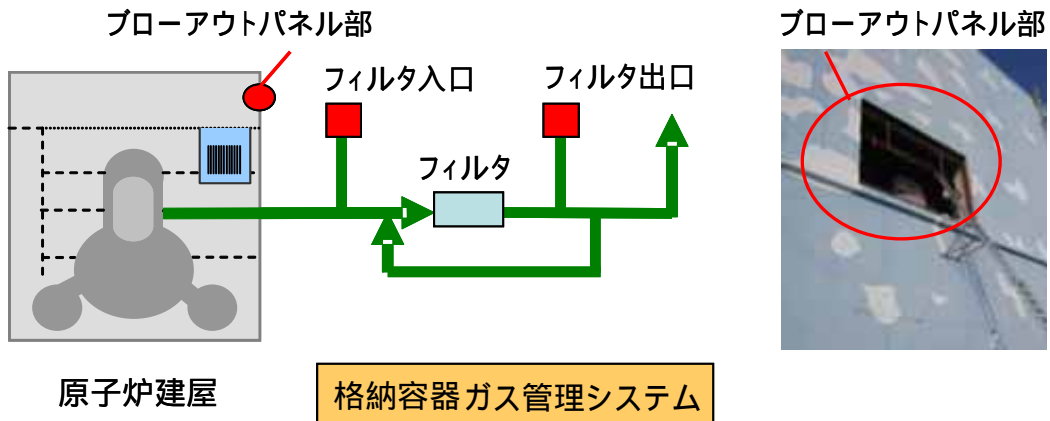 ブローアウトパネル部
ブローアウトパネル部
フィルタ入口
フィルタ出口
フィルタ
原子炉建屋
格納容器ガス管理システム